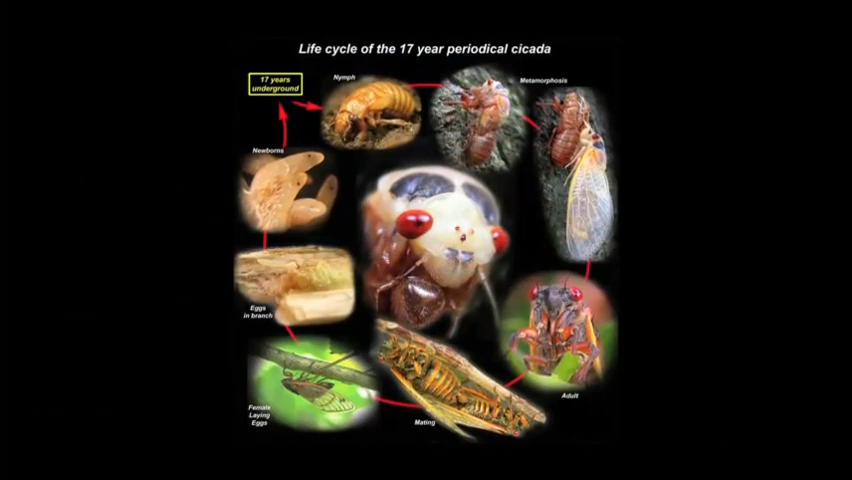 Life cycle of the 17 year periodical cicada
17 years
underground
Nymph
Metamorphosis
Newborns
Eggs
in branch
Adult
Female
Laying
Eggs
Mating